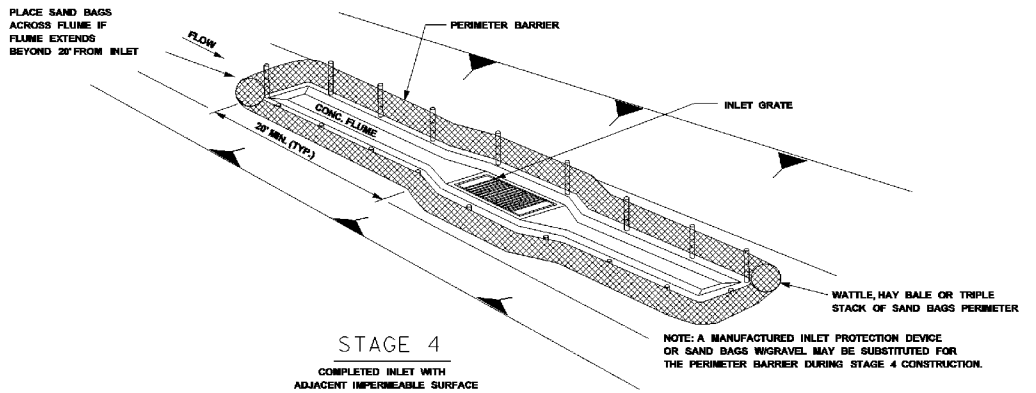 PLACE SAND BAGS
ACROSS FLUME IF
FLUME EXTENDS
BEYOND 20' FROM INLET
FLOW
PERIMETER BARRIER
INLET GRATE
CONC. FLUME
20' MIN. (TYP.)
WATTLE, HAY BALE OR TRIPLE
STACK OF SAND BAGS PERIMETER
NOTE: A MANUFACTURED INLET PROTECTION DEVICE
OR SAND BAGS W/GRAVEL MAY BE SUBSTITUTED FOR
THE PERIMETER BARRIER DURING STAGE 4 CONSTRUCTION.
STAGE 4
COMPLETED INLET WITH
ADJACENT IMPERMEABLE SURFACE